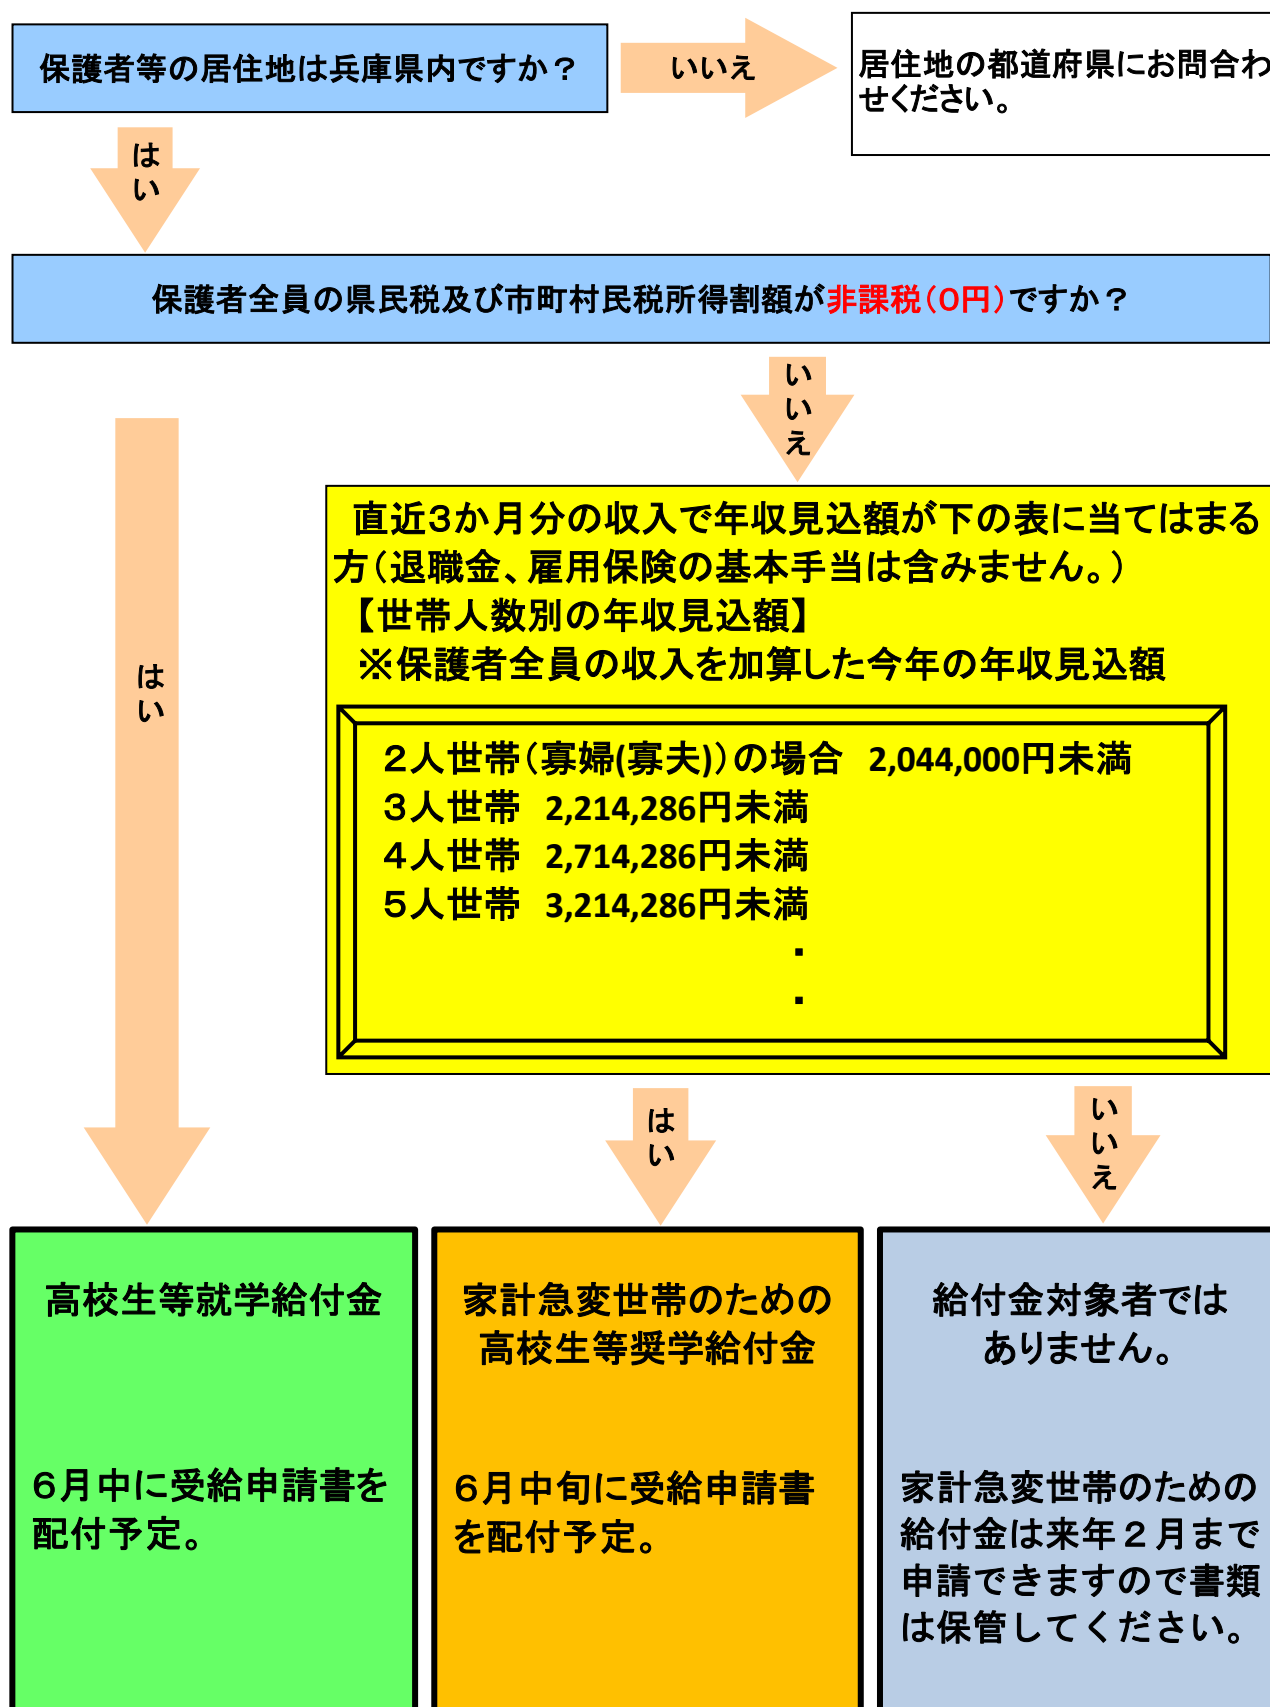 保護者等の居住地は兵庫県内ですか？
いいえ
居住地の都道府県にお問合わ
せください。
はい
保護者全員の県民税及び市町村民税所得割額が非課税（0円）ですか？
いいえ
はい
直近３か月分の収入で年収見込額が下の表に当てはまる
方（退職金、雇用保険の基本手当は含みません。）
【世帯人数別の年収見込額】
※保護者全員の収入を加算した今年の年収見込額
２人世帯（寡婦(寡夫)）の場合　2,044,000円未満
３人世帯　2,214,286円未満
４人世帯　2,714,286円未満
５人世帯　3,214,286円未満
・
・
はい
いいえ
高校生等就学給付金
６月中に受給申請書を
配付予定。
家計急変世帯のための
高校生等奨学給付金
６月中旬に受給申請書
を配付予定。
給付金対象者では
ありません。
家計急変世帯のための
給付金は来年２月まで
申請できますので書類
は保管してください。